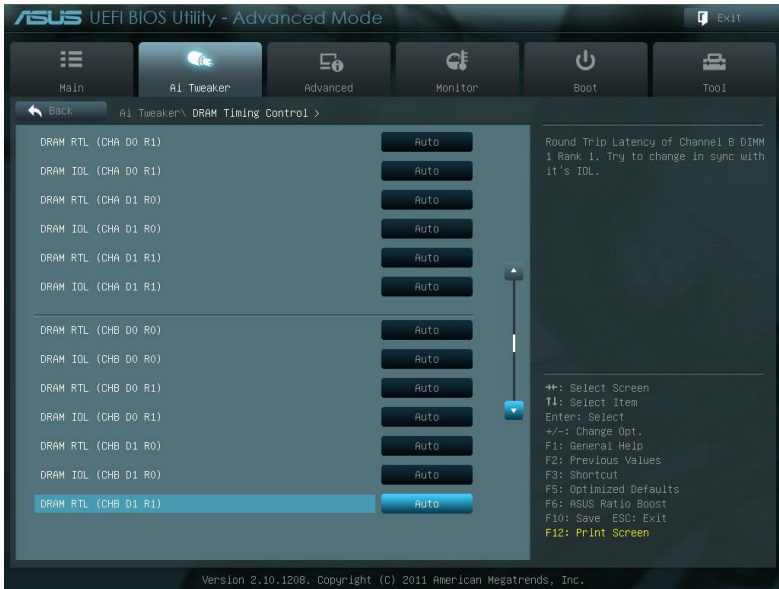 ASUS UEFI BIOS Utility - Advanced Mode
Exit
Main
Ai Tweaker
Advanced
Monitor
Boot
Tool
Back
Ai Tweaker\ DRAM Timing Control >
DRAM RTL (CHA D0 R1) Auto
DRAM IOL (CHA D0 R1) Auto
DRAM RTL (CHA D1 R0) Auto
DRAM IOL (CHA D1 R0) Auto
DRAM RTL (CHA D1 R1) Auto
DRAM IOL (CHA D1 R1) Auto
DRAM RTL (CHB D0 R0) Auto
DRAM IOL (CHB D0 R0) Auto
DRAM RTL (CHB D0 R1) Auto
DRAM IOL (CHB D0 R1) Auto
DRAM RTL (CHB D1 R0) Auto
DRAM IOL (CHB D1 R0) Auto
DRAM RTL (CHB D1 R1) Auto
Round Trip Latency of Channel B DIMM
1 Rank 1. Try to change in sync with
it's IOL.
→←: Select Screen
↑↓: Select Item
Enter: Select
+/-: Change Opt.
F1: General Help
F2: Previous Values
F3: Shortcut
F5: Optimized Defaults
F6: ASUS Ratio Boost
F10: Save ESC: Exit
F12: Print Screen
Version 2.10.1208. Copyright (C) 2011 American Megatrends, Inc.